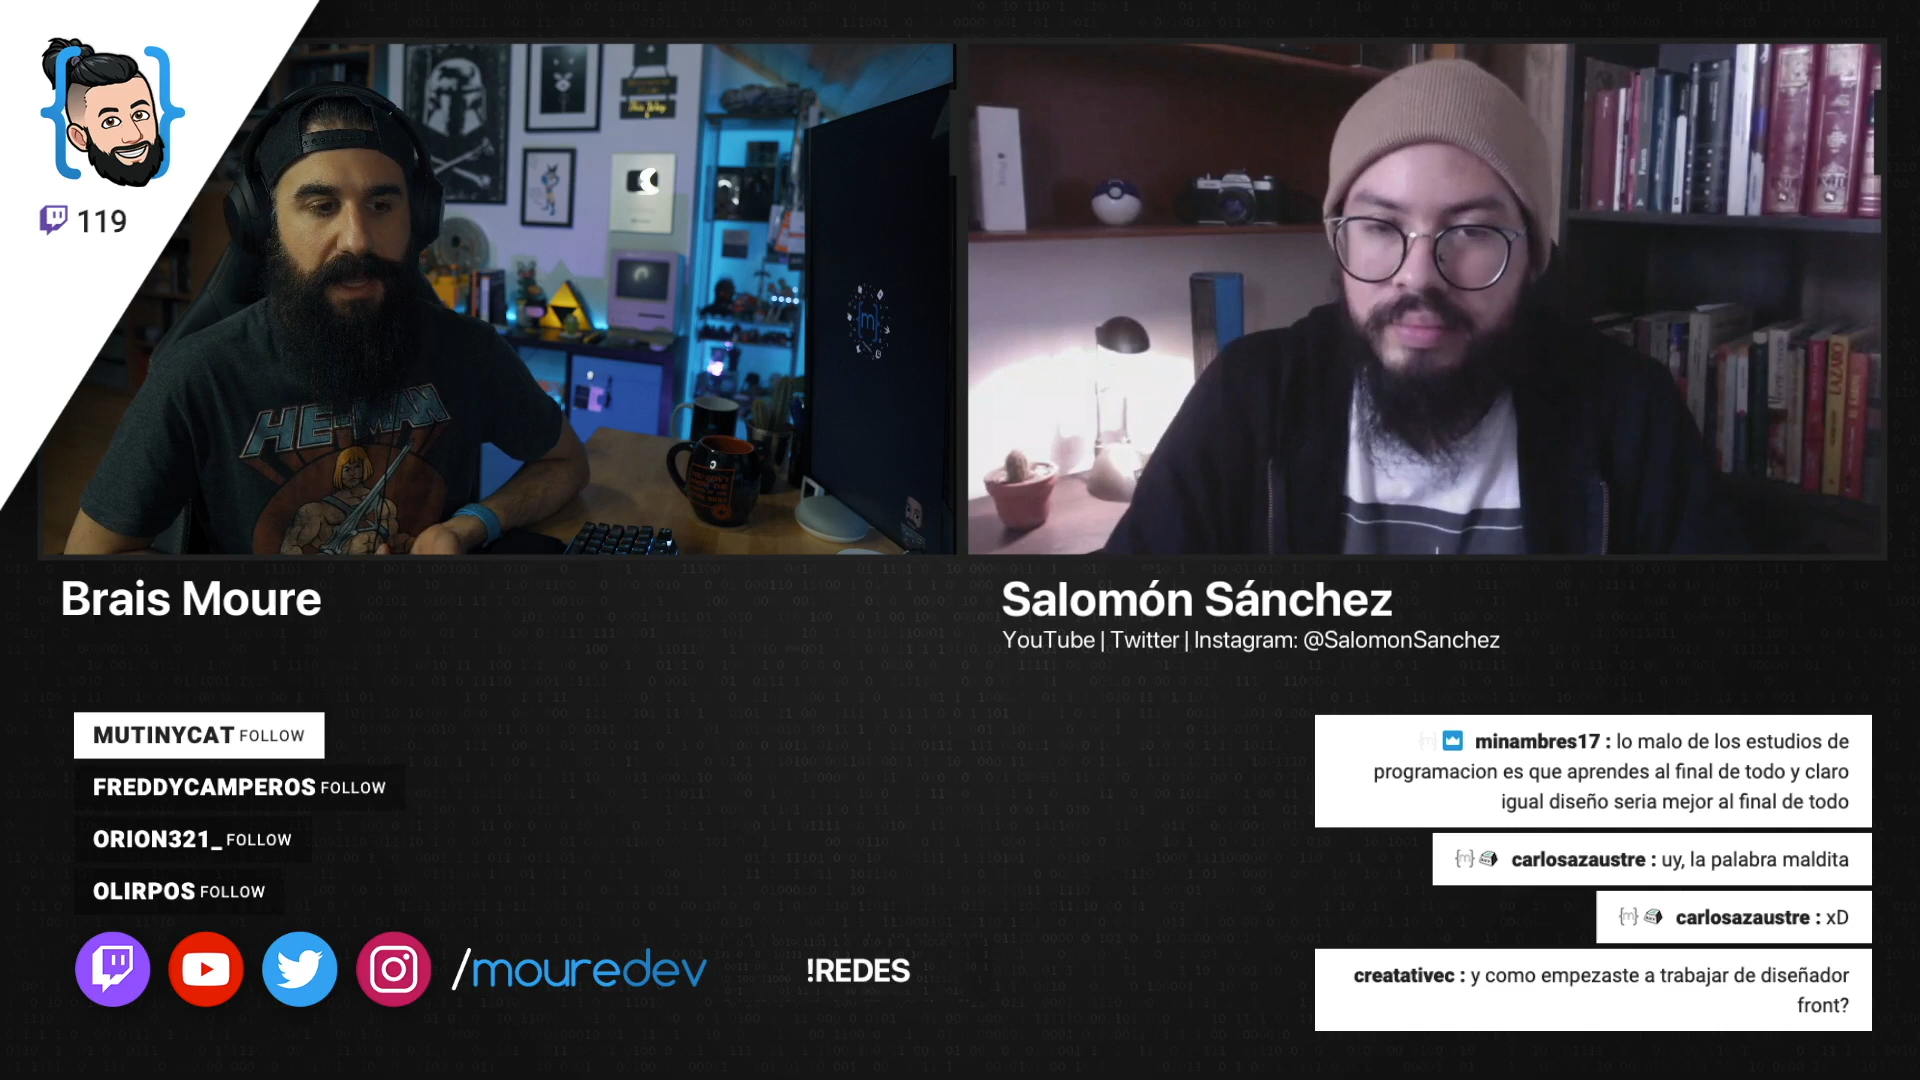 119
HE-MAN
{m}
LAZARO
Brais Moure
Salomón Sánchez
YouTube | Twitter | Instagram: @SalomonSanchez
MUTINYCAT FOLLOW
FREDDYCAMPEROS FOLLOW
ORION321_ FOLLOW
OLIRPOS FOLLOW
/mouredev
!REDES
minambres17 : lo malo de los estudios de
programacion es que aprendes al final de todo y claro
igual diseño seria mejor al final de todo
carlosazaustre : uy, la palabra maldita
carlosazaustre : xD
creatativec : y como empezaste a trabajar de diseñador
front?